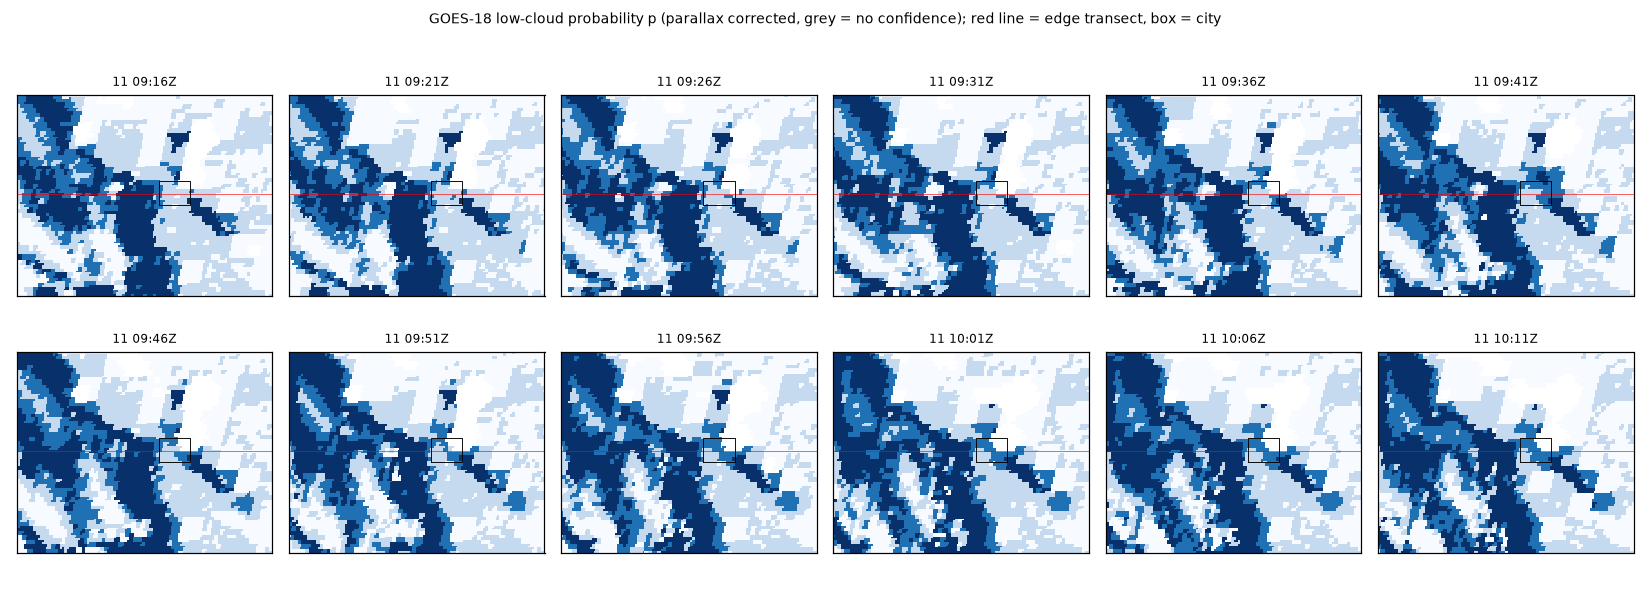 GOES-18 low-cloud probability p (parallax corrected, grey = no confidence); red line = edge transect, box = city
11 09:16Z
11 09:21Z
11 09:26Z
11 09:31Z
11 09:36Z
11 09:41Z
11 09:46Z
11 09:51Z
11 09:56Z
11 10:01Z
11 10:06Z
11 10:11Z